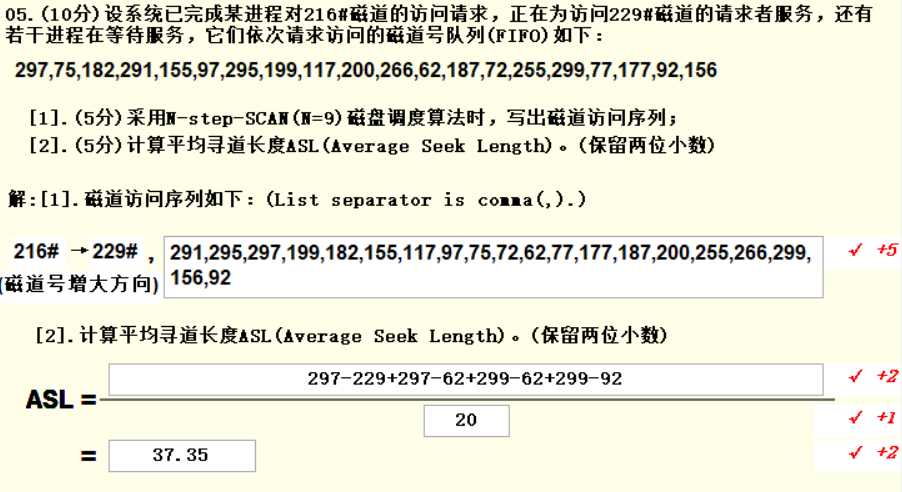 05.(10分)设系统已完成某进程对216#磁道的访问请求，正在为访问229#磁道的请求者服务，还有
若干进程在等待服务，它们依次请求访问的磁道号队列(FIFO)如下：
297,75,182,291,155,97,295,199,117,200,266,62,187,72,255,299,77,177,92,156
[1].(5分)采用N-step-SCAN(N=9)磁盘调度算法时，写出磁道访问序列；
[2].(5分)计算平均寻道长度ASL(Average Seek Length)。(保留两位小数)
解:[1].磁道访问序列如下：(List separator is comma(,).)
216# →229# , 291,295,297,199,182,155,117,97,75,72,62,77,177,187,200,255,266,299, √ +5
(磁道号增大方向) 156,92
[2].计算平均寻道长度ASL(Average Seek Length)。(保留两位小数)
297-229+297-62+299-62+299-92 √ +2
ASL =
20 √ +1
= 37.35 √ +2